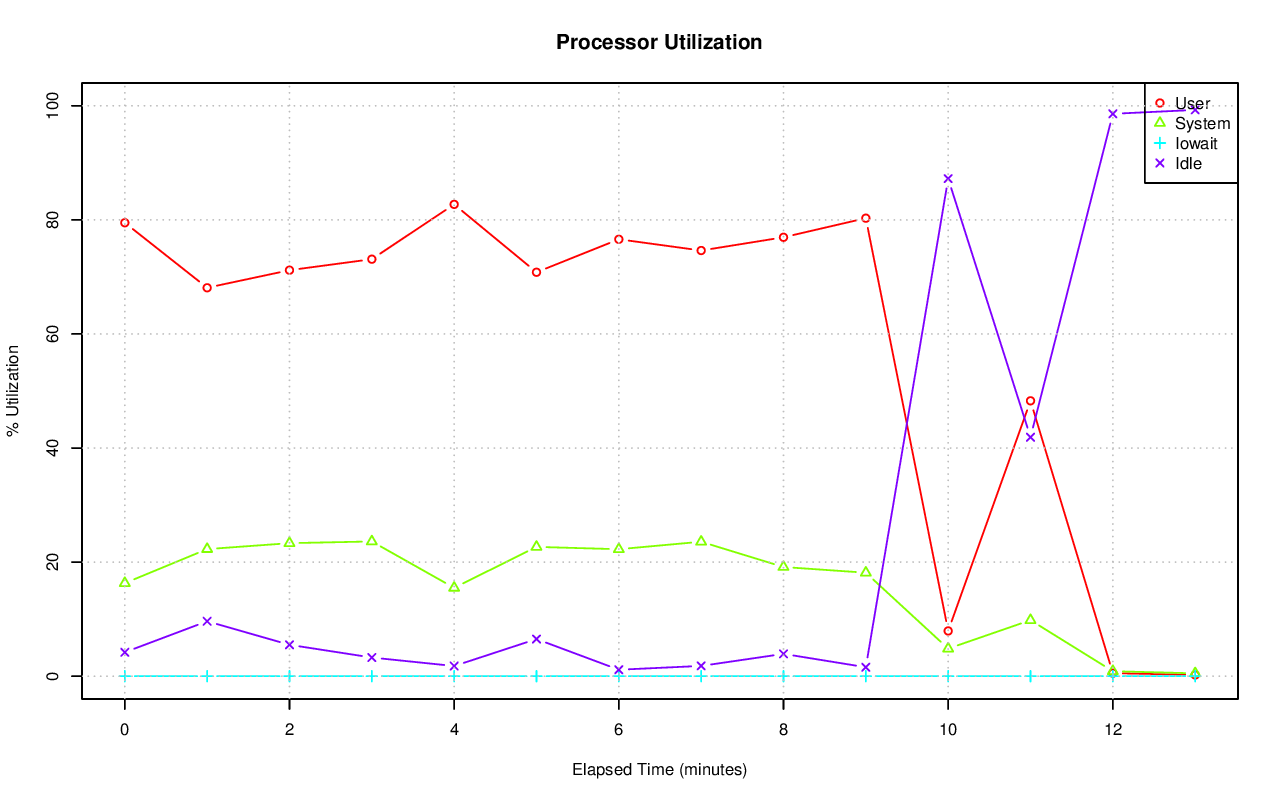 Processor Utilization
% Utilization
100
80
60
40
20
0
User
System
Iowait
Idle
0 2 4 6 8 10 12
Elapsed Time (minutes)